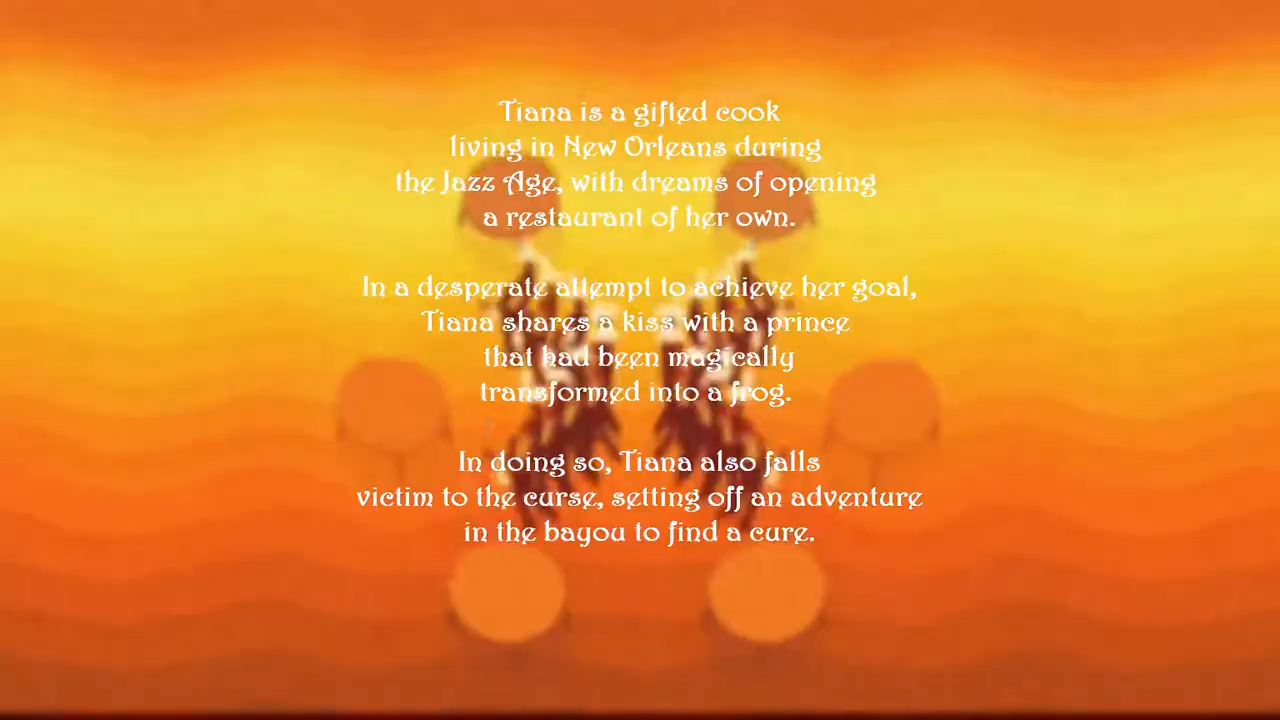 Tiana is a gifted cook
living in New Orleans during
the Jazz Age, with dreams of opening
a restaurant of her own.
In a desperate attempt to achieve her goal,
Tiana shares a kiss with a prince
that had been magically
transformed into a frog.
In doing so, Tiana also falls
victim to the curse, setting off an adventure
in the bayou to find a cure.